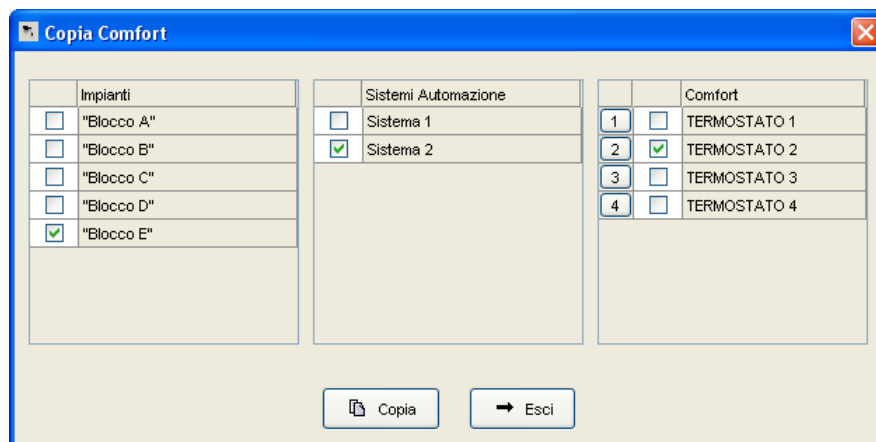 Copia Comfort
Impianti
"Blocco A"
"Blocco B"
"Blocco C"
"Blocco D"
"Blocco E"
Sistemi Automazione
Sistema 1
Sistema 2
Comfort
1 TERMOSTATO 1
2 TERMOSTATO 2
3 TERMOSTATO 3
4 TERMOSTATO 4
Copia
Esci